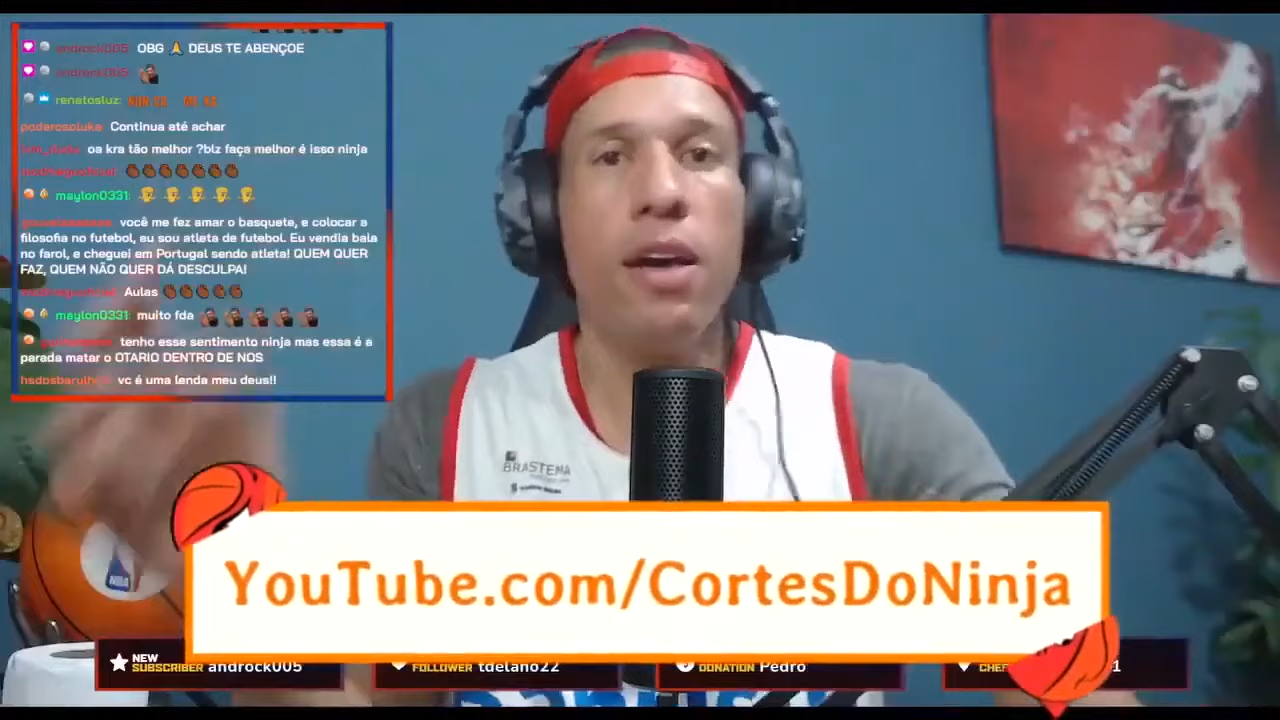 androck005 OBG 🙏 DEUS TE ABENÇOE
androck005
renatosluz:
poderosoluka Continua até achar
oa kra tão melhor ?blz faça melhor é isso ninja
maylon0331:
você me fez amar o basquete, e colocar a
filosofia no futebol, eu sou atleta de futebol. Eu vendia bala
no farol, e cheguei em Portugal sendo atleta! QUEM QUER
FAZ, QUEM NÃO QUER DÁ DESCULPA!
Aulas
maylon0331: muito fda
tenho esse sentimento ninja mas essa é a
parada matar o OTARIO DENTRO DE NOS
vc é uma lenda meu deus!!
BRASTEMP
NBA
YouTube.com/CortesDoNinja
NEW
SUBSCRIBER androck005
FOLLOWER tdelano22
DONATION Pedro
CHEE
1